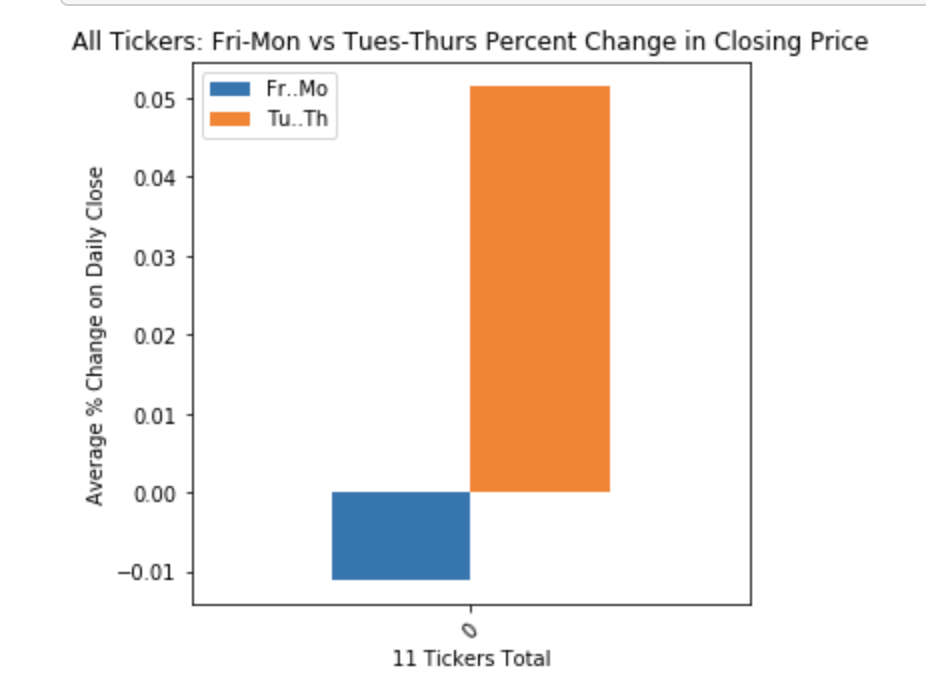 All Tickers: Fri-Mon vs Tues-Thurs Percent Change in Closing Price
Fr..Mo
Tu..Th
Average % Change on Daily Close
0.05
0.04
0.03
0.02
0.01
0.00
−0.01
0
11 Tickers Total